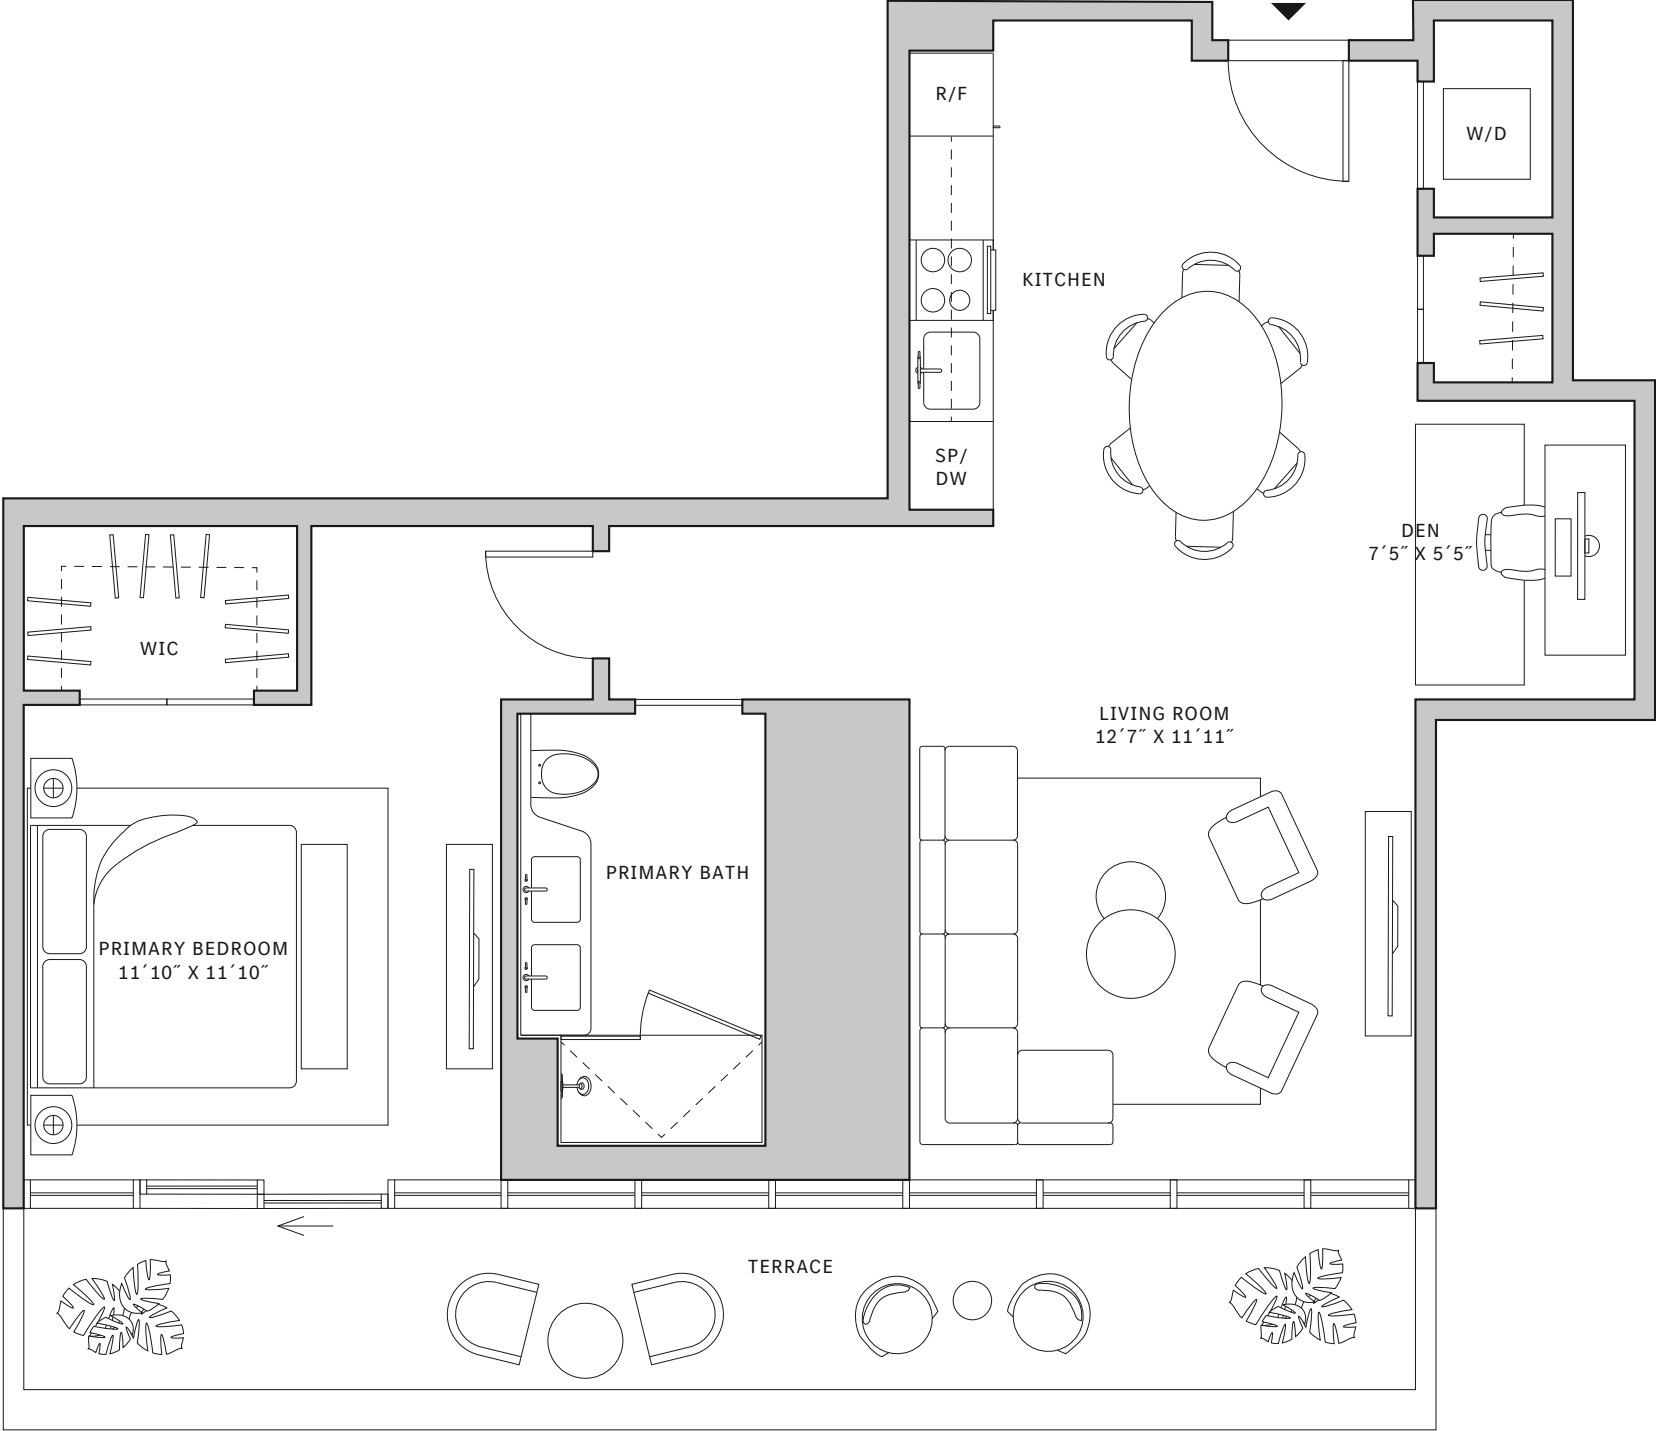 R/F
W/D
KITCHEN
SP/
DW
DEN
7´5˝ X 5´5˝
WIC
LIVING ROOM
12´7˝ X 11´11˝
PRIMARY BATH
PRIMARY BEDROOM
11´10˝ X 11´10˝
TERRACE